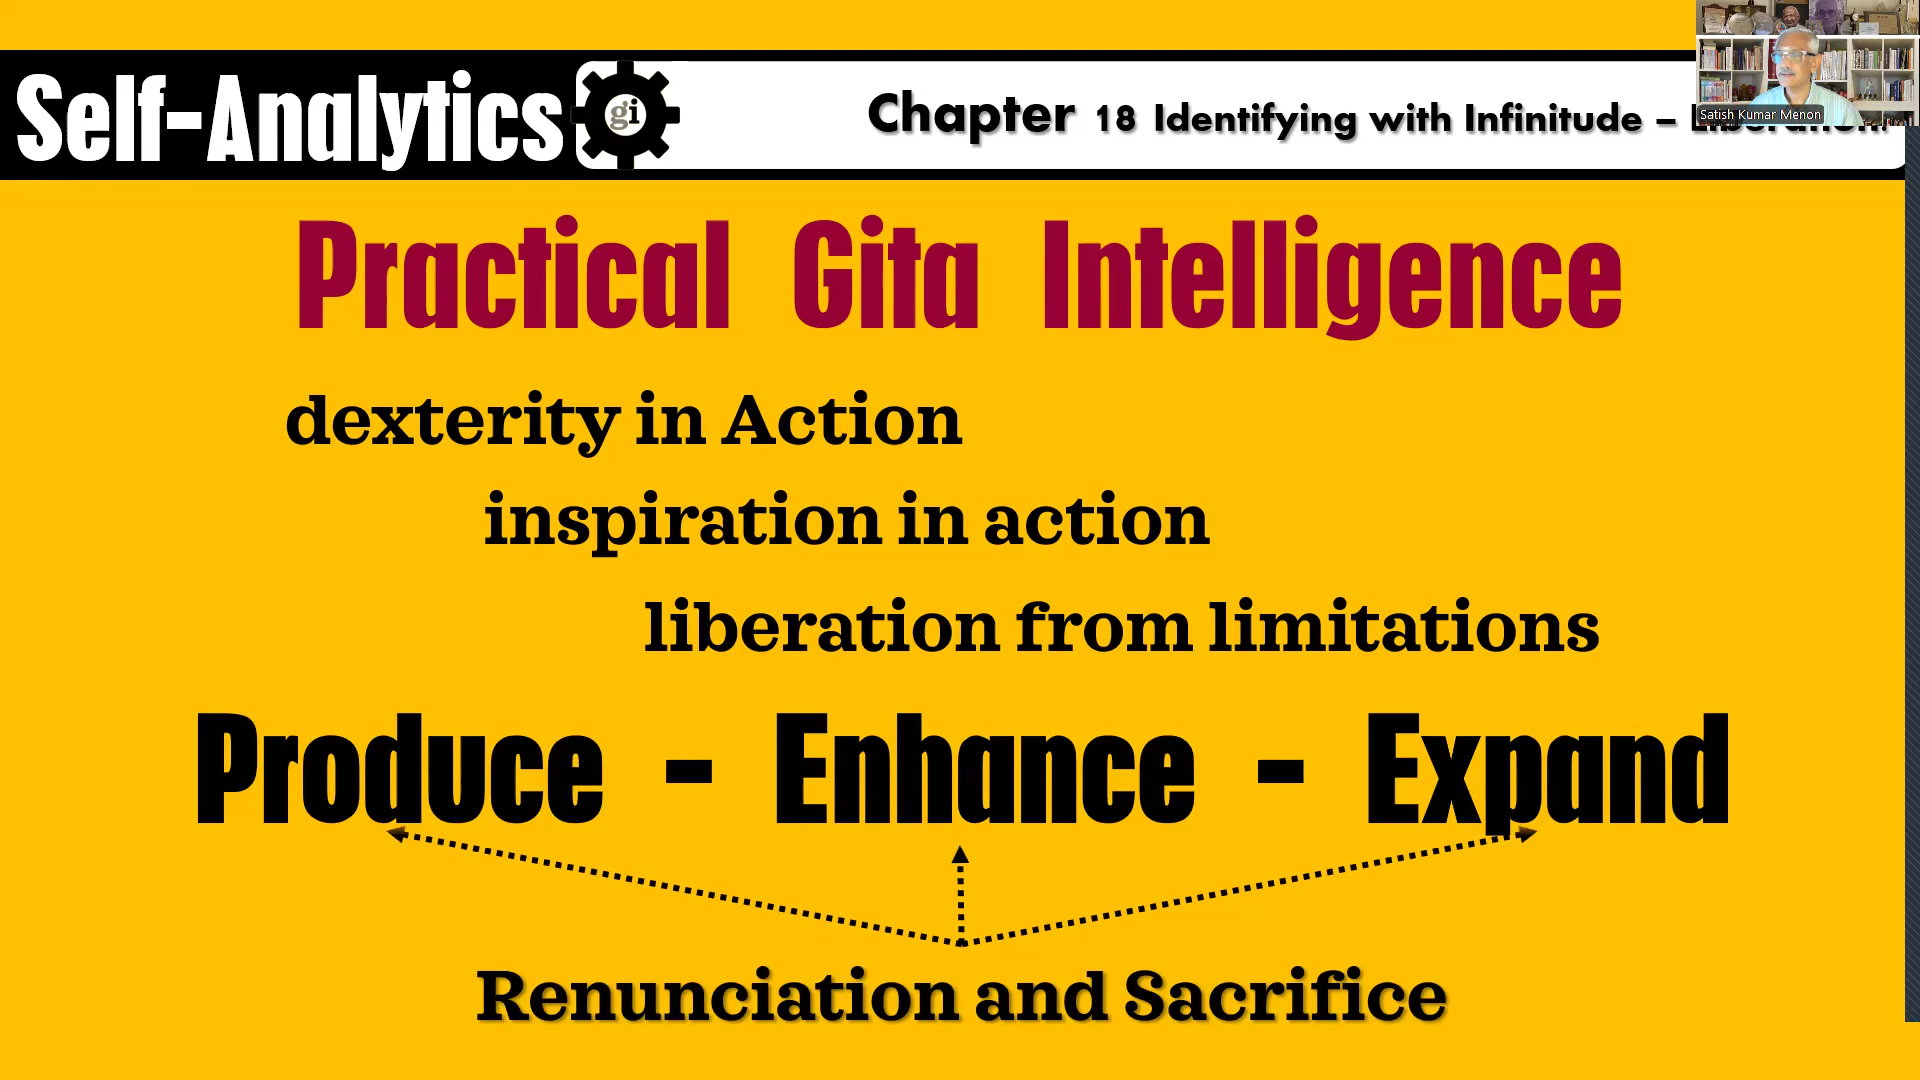 Self-Analytics
gi
Chapter 18 Identifying with Infinitude –
Satish Kumar Menon
Practical Gita Intelligence
dexterity in Action
inspiration in action
liberation from limitations
Produce - Enhance - Expand
Renunciation and Sacrifice